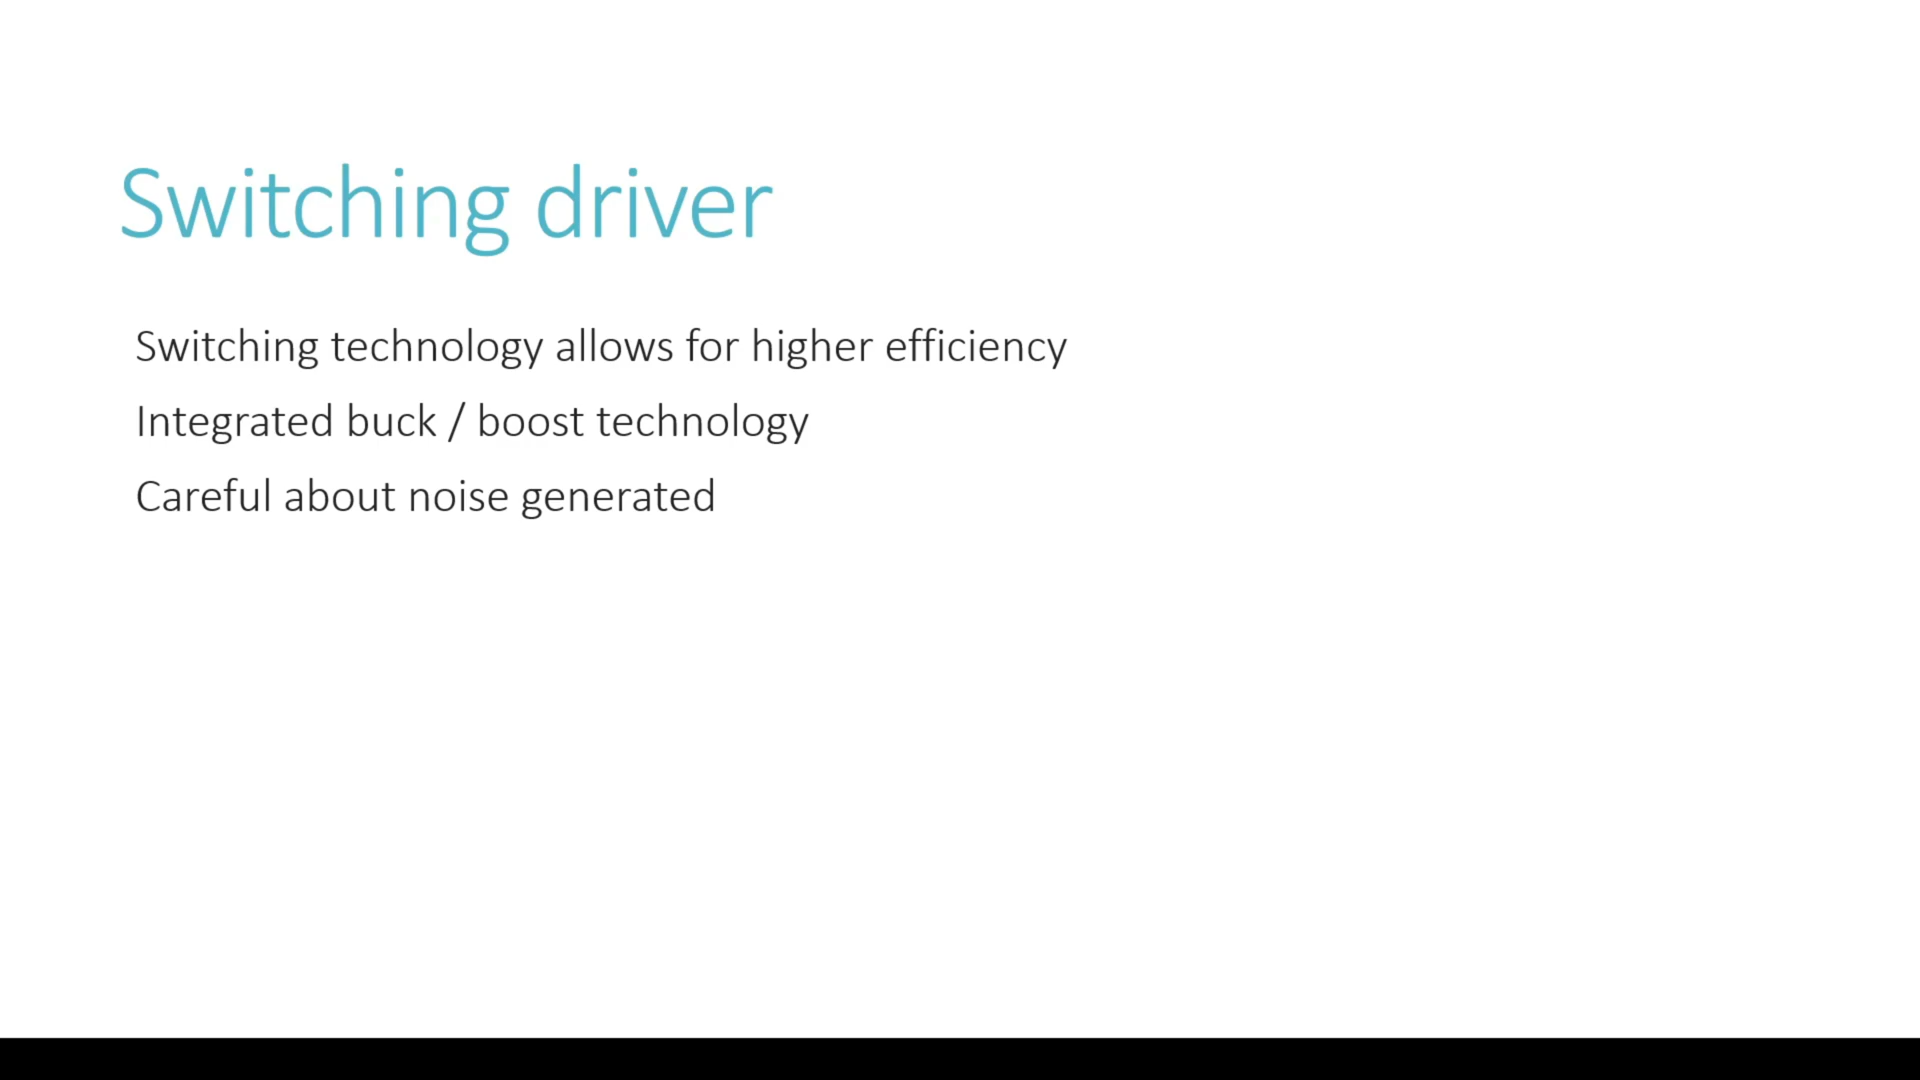 Switching driver
Switching technology allows for higher efficiency
Integrated buck / boost technology
Careful about noise generated